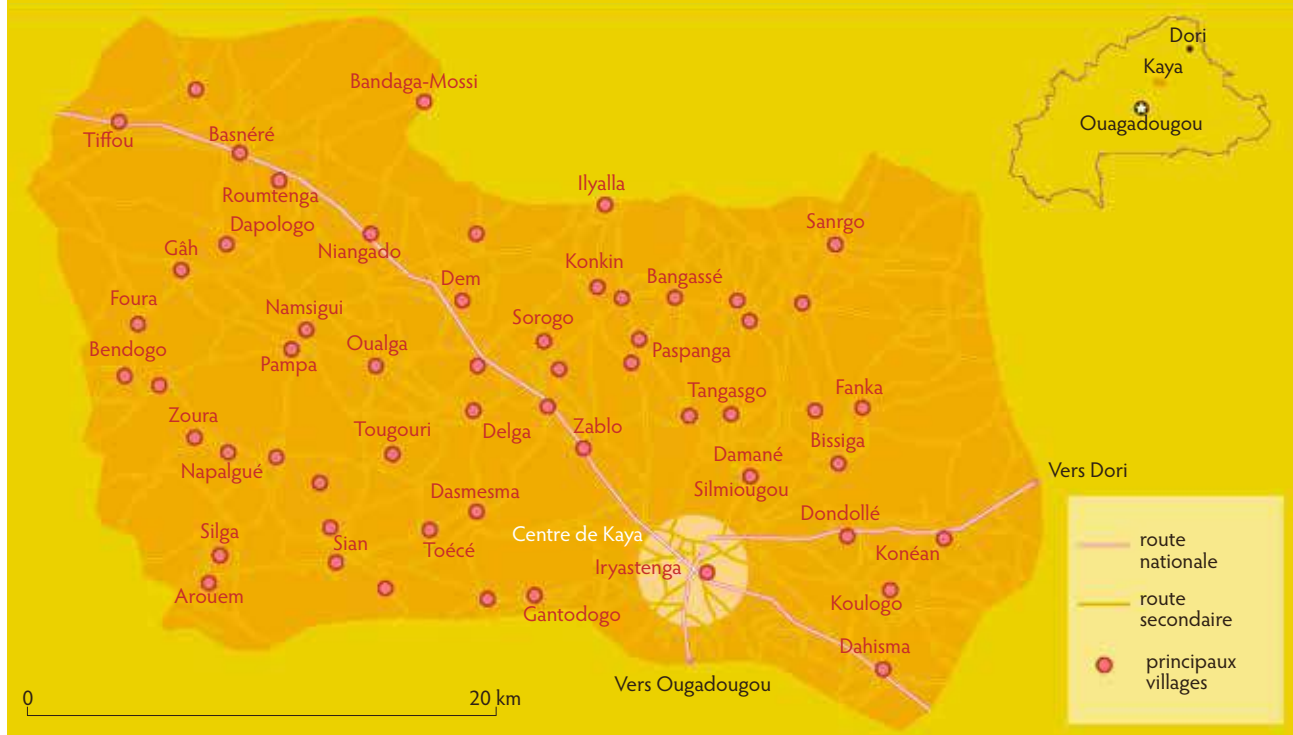 Dori
Kaya
Ouagadougou
Bandaga-Mossi
Tiffou
Basnéré
Roumtenga
Ilyalla
Dapologo
Sanrgo
Niangado
Gâh
Konkin
Bangassé
Dem
Foura
Namsigui
Sorogo
Bendogo
Oualga
Paspanga
Pampa
Tangasgo
Fanka
Zoura
Tougouri
Delga
Zablo
Bissiga
Napalgué
Damané
Vers Dori
Silmiougou
Dasmesma
Dondollé
Silga
Centre de Kaya
Sian
Toécé
Konéan
Iryastenga
Arouem
Koulogo
Gantodogo
Dahisma
Vers Ougadougou
0
20 km
route
nationale
route
secondaire
principaux
villages